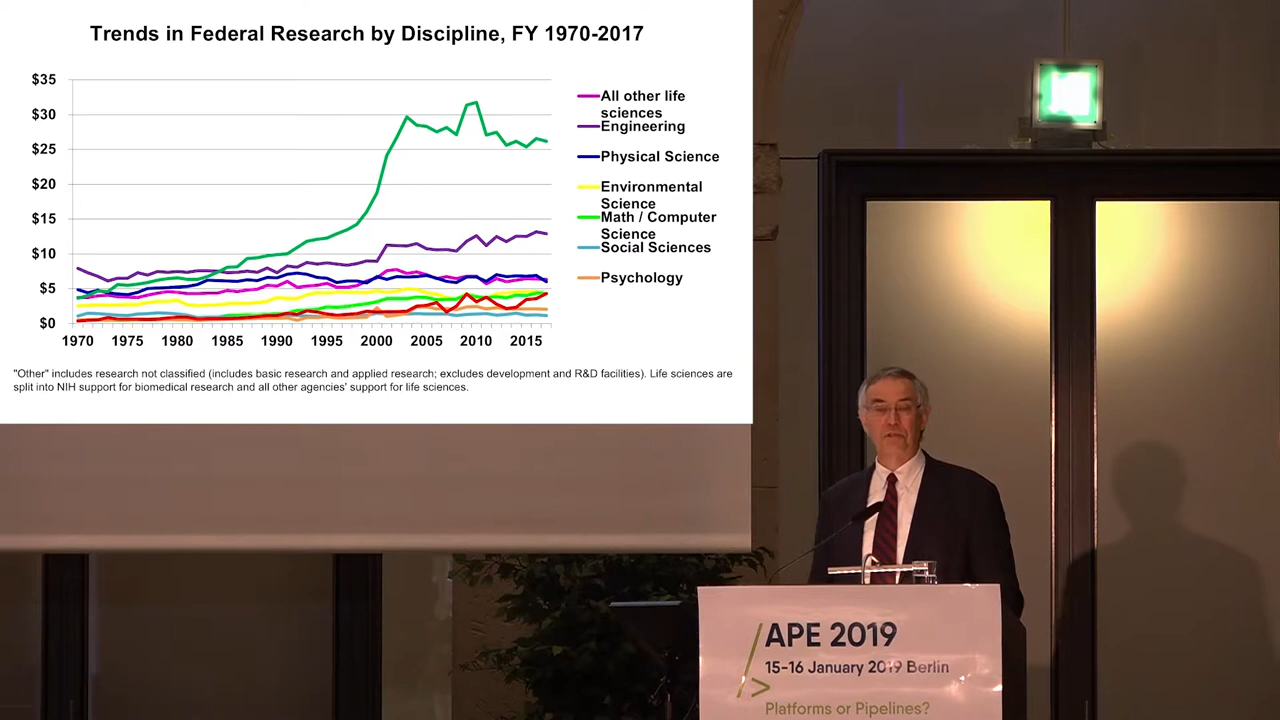 Trends in Federal Research by Discipline, FY 1970-2017
$35
$30
$25
$20
$15
$10
$5
$0
1970 1975 1980 1985 1990 1995 2000 2005 2010 2015
All other life
sciences
Engineering
Physical Science
Environmental
Science
Math / Computer
Science
Social Sciences
Psychology
"Other" includes research not classified (includes basic research and applied research; excludes development and R&D facilities). Life sciences are
split into NIH support for biomedical research and all other agencies' support for life sciences.
APE 2019
15-16 January 2019 Berlin
Platforms or Pipelines?